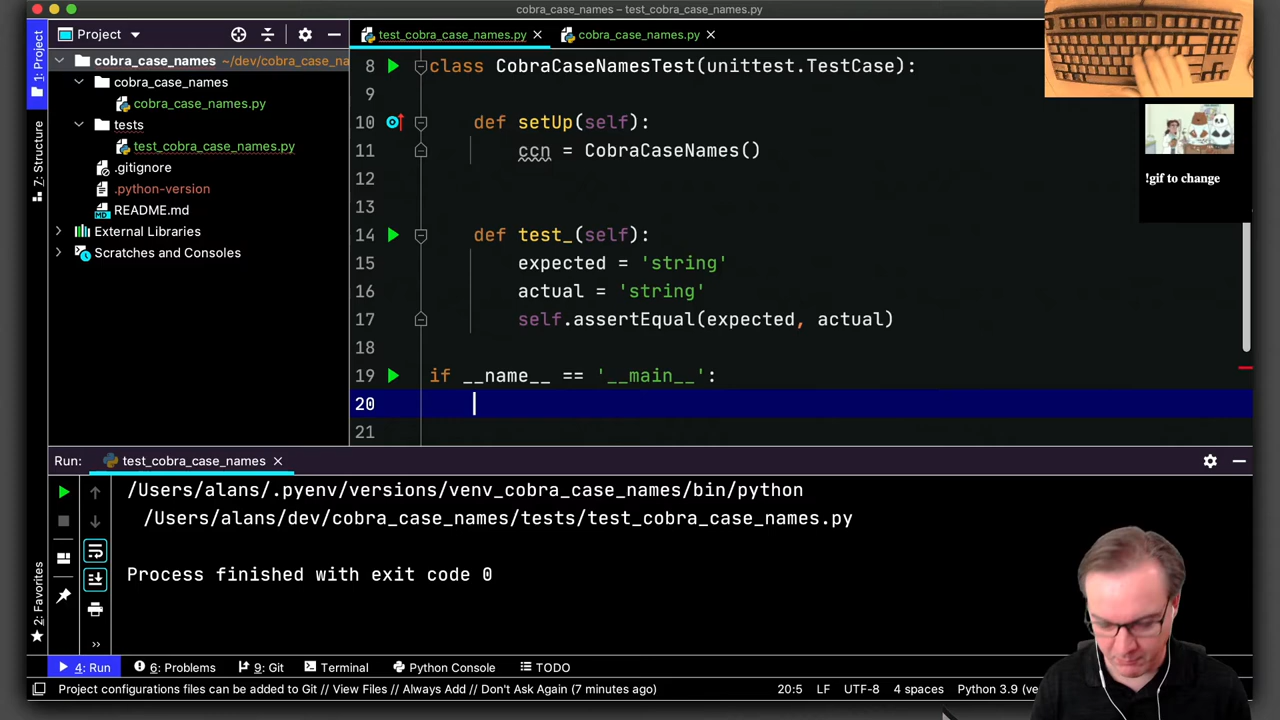 cobra_case_names – test_cobra_case_names.py
Project
test_cobra_case_names.py
cobra_case_names.py
1: Project
7: Structure
2: Favorites
cobra_case_names ~/dev/cobra_case_na
cobra_case_names
cobra_case_names.py
tests
test_cobra_case_names.py
.gitignore
.python-version
README.md
External Libraries
Scratches and Consoles
8 class CobraCaseNamesTest(unittest.TestCase):
9
10 def setUp(self):
11 ccn = CobraCaseNames()
12
13
14 def test_(self):
15 expected = 'string'
16 actual = 'string'
17 self.assertEqual(expected, actual)
18
19 if __name__ == '__main__':
20
21
!gif to change
Run: test_cobra_case_names
/Users/alans/.pyenv/versions/venv_cobra_case_names/bin/python
/Users/alans/dev/cobra_case_names/tests/test_cobra_case_names.py
Process finished with exit code 0
4: Run 6: Problems 9: Git Terminal Python Console TODO
Project configurations files can be added to Git // View Files // Always Add // Don't Ask Again (7 minutes ago) 20:5 LF UTF-8 4 spaces Python 3.9 (ve